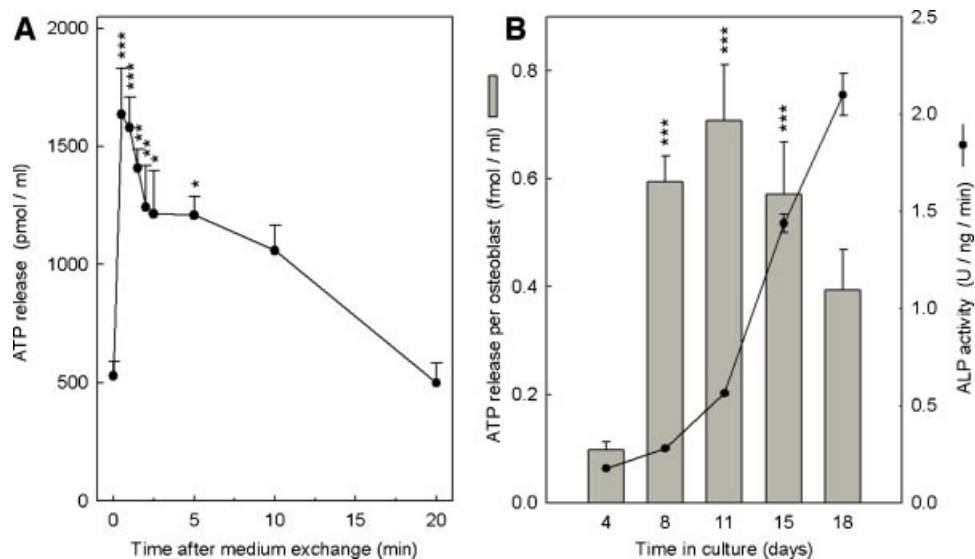 A
ATP release (pmol / ml)
2000
1500
1000
500
0
***
***
**
**
*
*
0 5 10 15 20
Time after medium exchange (min)
B
ATP release per osteoblast (fmol / ml)
0.8
0.6
0.4
0.2
0.0
***
***
***
4 8 11 15 18
Time in culture (days)
2.5
2.0
1.5
1.0
0.5
0.0
ALP activity (U / ng / min)